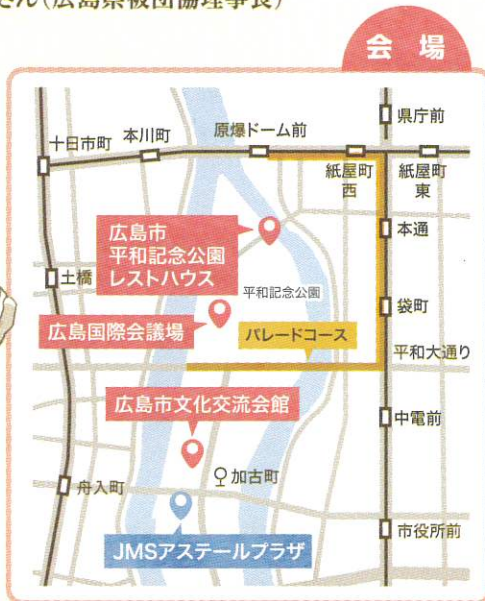 さん（広島県被団協理事長）
会場
県庁前
十日市町
本川町
原爆ドーム前
紙屋町
西
紙屋町
東
本通
広島市
平和記念公園
レストハウス
土橋
平和記念公園
袋町
広島国際会議場
パレードコース
平和大通り
広島市文化交流会館
中電前
加古町
舟入町
市役所前
JMSアステールプラザ